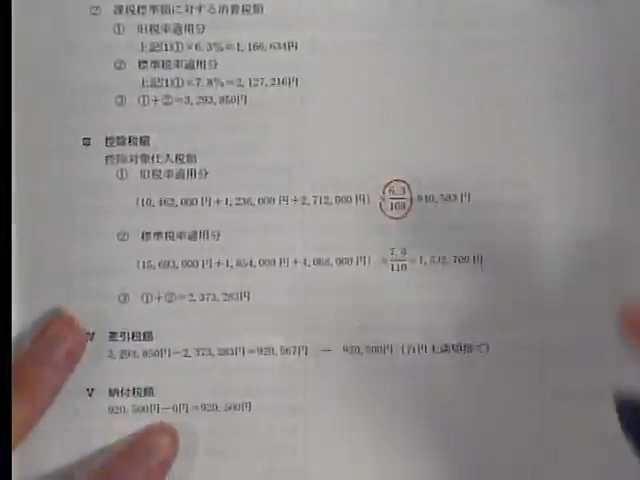 (2) 課税標準額に対する消費税額
① 旧税率適用分
上記(1)①×6.3%=1,166,634円
② 標準税率適用分
上記(1)①×7.8%=2,127,216円
③ ①+②=3,293,850円
Ⅲ 控除税額
控除対象仕入税額
① 旧税率適用分
(10,462,000円+1,236,000円+2,712,000円)×6.3/108=840,583円
② 標準税率適用分
(15,693,000円+1,854,000円+4,068,000円)×7.8/110=1,532,700円
③ ①+②=2,373,283円
Ⅳ 差引税額
3,293,850円-2,373,283円=920,567円 → 920,500円 (百円未満切捨て)
Ⅴ 納付税額
920,500円-0円=920,500円